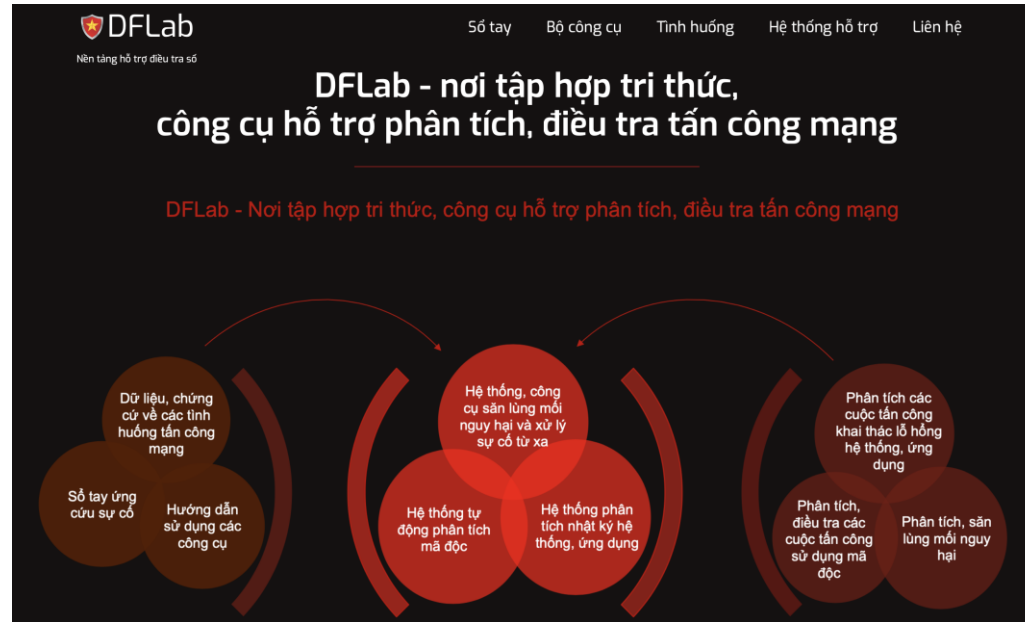 DFLab
Nền tảng hỗ trợ điều tra số
Sổ tay
Bộ công cụ
Tình huống
Hệ thống hỗ trợ
Liên hệ
DFLab - nơi tập hợp tri thức,
công cụ hỗ trợ phân tích, điều tra tấn công mạng
DFLab - Nơi tập hợp tri thức, công cụ hỗ trợ phân tích, điều tra tấn công mạng
Dữ liệu, chứng
cứ về các tình
huống tấn công
mạng
Sổ tay ứng
cứu sự cố
Hướng dẫn
sử dụng các
công cụ
Hệ thống, công
cụ săn lùng mối
nguy hại và xử lý
sự cố từ xa
Hệ thống tự
động phân tích
mã độc
Hệ thống phân
tích nhật ký hệ
thống, ứng dụng
Phân tích các
cuộc tấn công
khai thác lỗ hổng
hệ thống, ứng
dụng
Phân tích,
điều tra các
cuộc tấn công
sử dụng mã
độc
Phân tích, săn
lùng mối nguy
hại